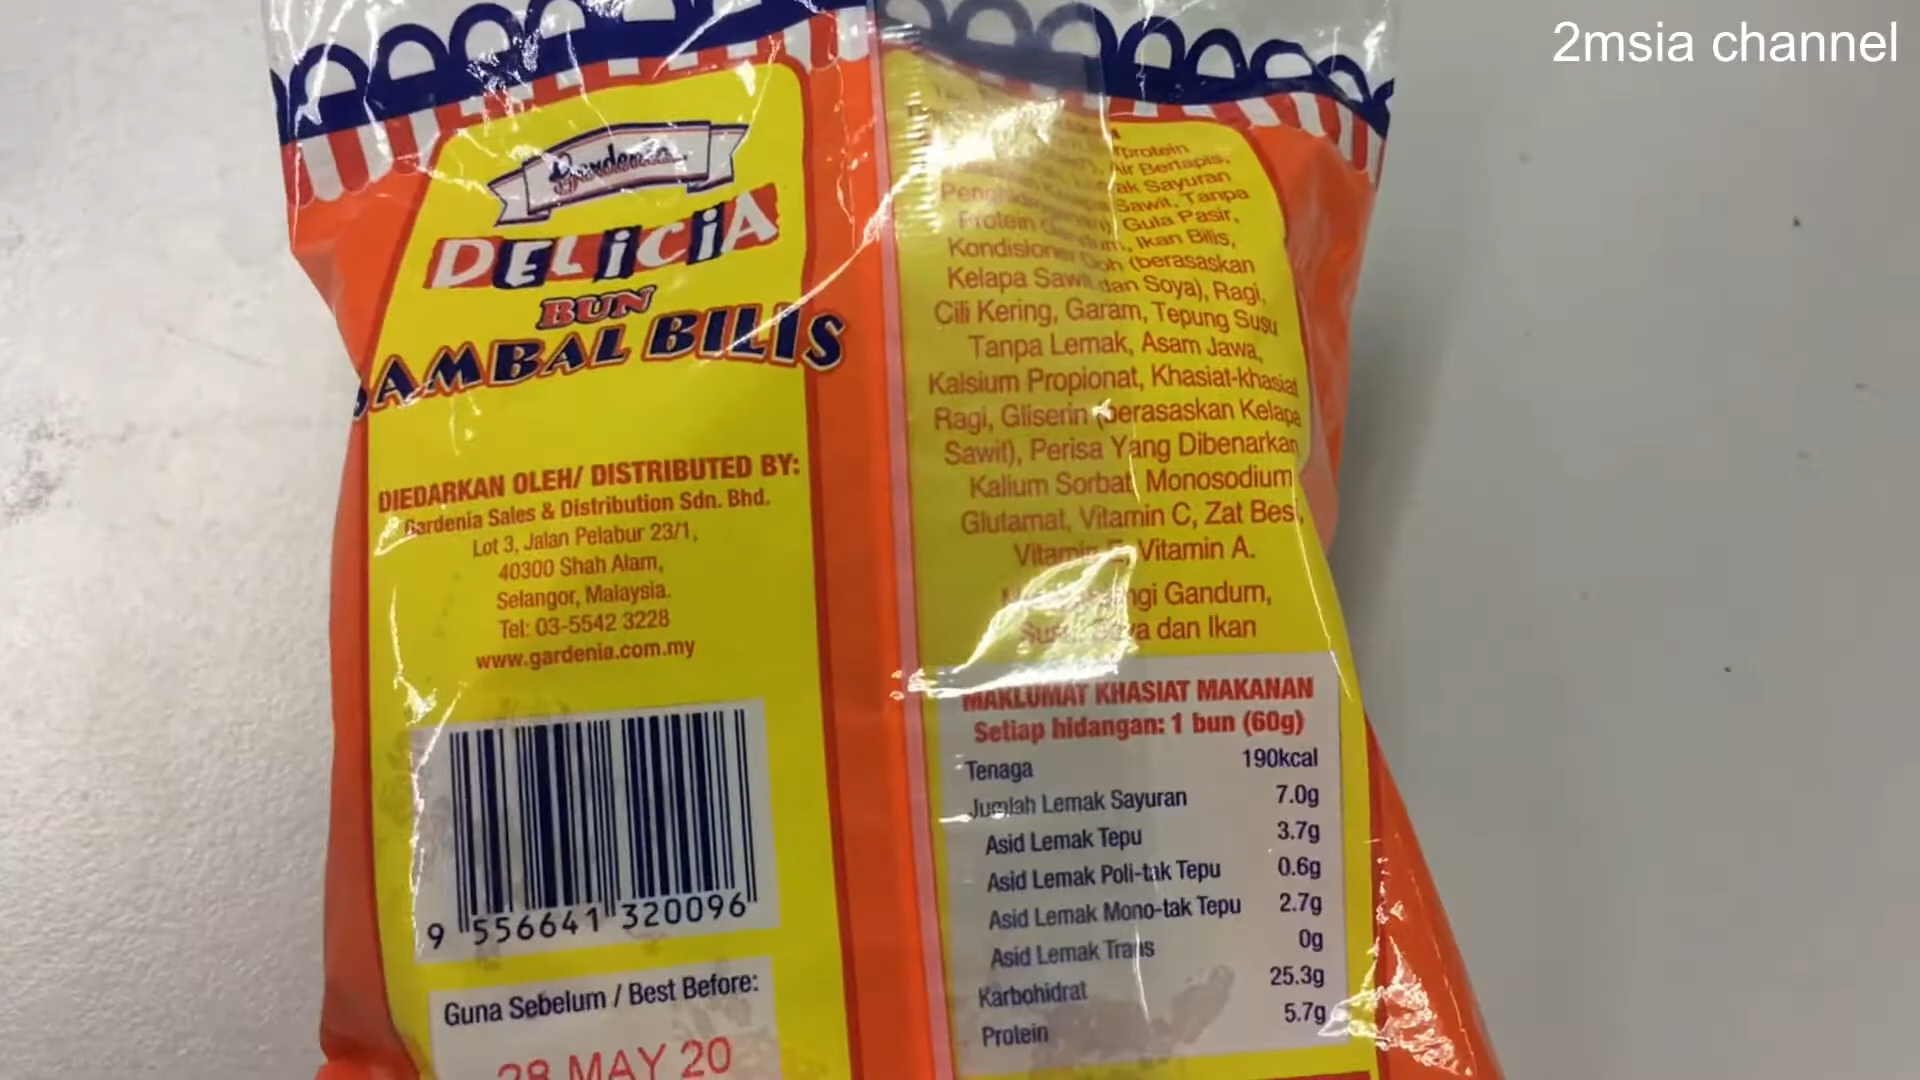 2msia channel
Gardenia
DELiCiA
BUN
SAMBAL BILIS
DIEDARKAN OLEH/ DISTRIBUTED BY:
Gardenia Sales & Distribution Sdn. Bhd.
Lot 3, Jalan Pelabur 23/1,
40300 Shah Alam,
Selangor, Malaysia.
Tel: 03-5542 3228
www.gardenia.com.my
9 556641 320096
Guna Sebelum / Best Before:
28 MAY 20
protein
Air Bertapis,
Sayuran
Sawit, Tanpa
Protein Gula Pasir,
Ikan Bilis,
Kondisioner Doh (berasaskan
Kelapa Sawit dan Soya), Ragi,
Cili Kering, Garam, Tepung Susu
Tanpa Lemak, Asam Jawa,
Kalsium Propionat, Khasiat-khasiat
Ragi, Gliserin (berasaskan Kelapa
Sawit), Perisa Yang Dibenarkan
Kalium Sorbat, Monosodium
Glutamat, Vitamin C, Zat Besi,
Vitamin Vitamin A.
Gandum,
dan Ikan
MAKLUMAT KHASIAT MAKANAN
Setiap hidangan: 1 bun (60g)
Tenaga 190kcal
Jumlah Lemak Sayuran 7.0g
Asid Lemak Tepu 3.7g
Asid Lemak Poli-tak Tepu 0.6g
Asid Lemak Mono-tak Tepu 2.7g
Asid Lemak Trans 0g
Karbohidrat 25.3g
Protein 5.7g